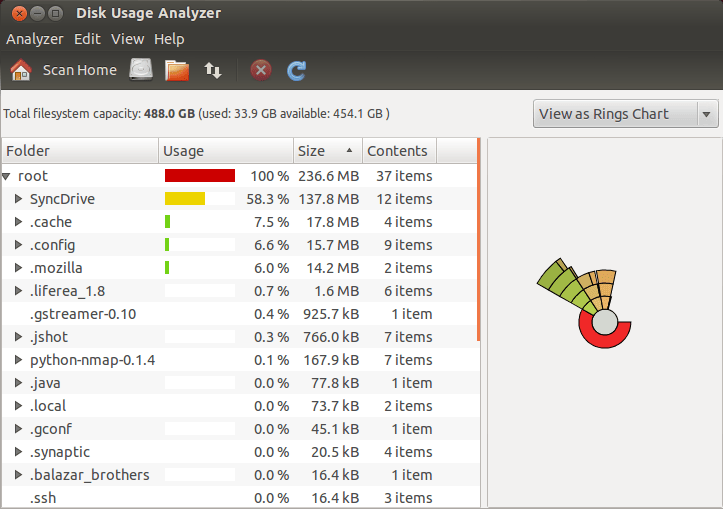 Disk Usage Analyzer
Analyzer Edit View Help
Scan Home
Total filesystem capacity: 488.0 GB (used: 33.9 GB available: 454.1 GB )
View as Rings Chart
Folder Usage Size Contents
root 100 % 236.6 MB 37 items
SyncDrive 58.3 % 137.8 MB 12 items
.cache 7.5 % 17.8 MB 4 items
.config 6.6 % 15.7 MB 9 items
.mozilla 6.0 % 14.2 MB 2 items
.liferea_1.8 0.7 % 1.6 MB 6 items
.gstreamer-0.10 0.4 % 925.7 kB 1 item
.jshot 0.3 % 766.0 kB 7 items
python-nmap-0.1.4 0.1 % 167.9 kB 7 items
.java 0.0 % 77.8 kB 1 item
.local 0.0 % 73.7 kB 2 items
.gconf 0.0 % 45.1 kB 1 item
.synaptic 0.0 % 20.5 kB 4 items
.balazar_brothers 0.0 % 16.4 kB 1 item
.ssh 0.0 % 16.4 kB 3 items